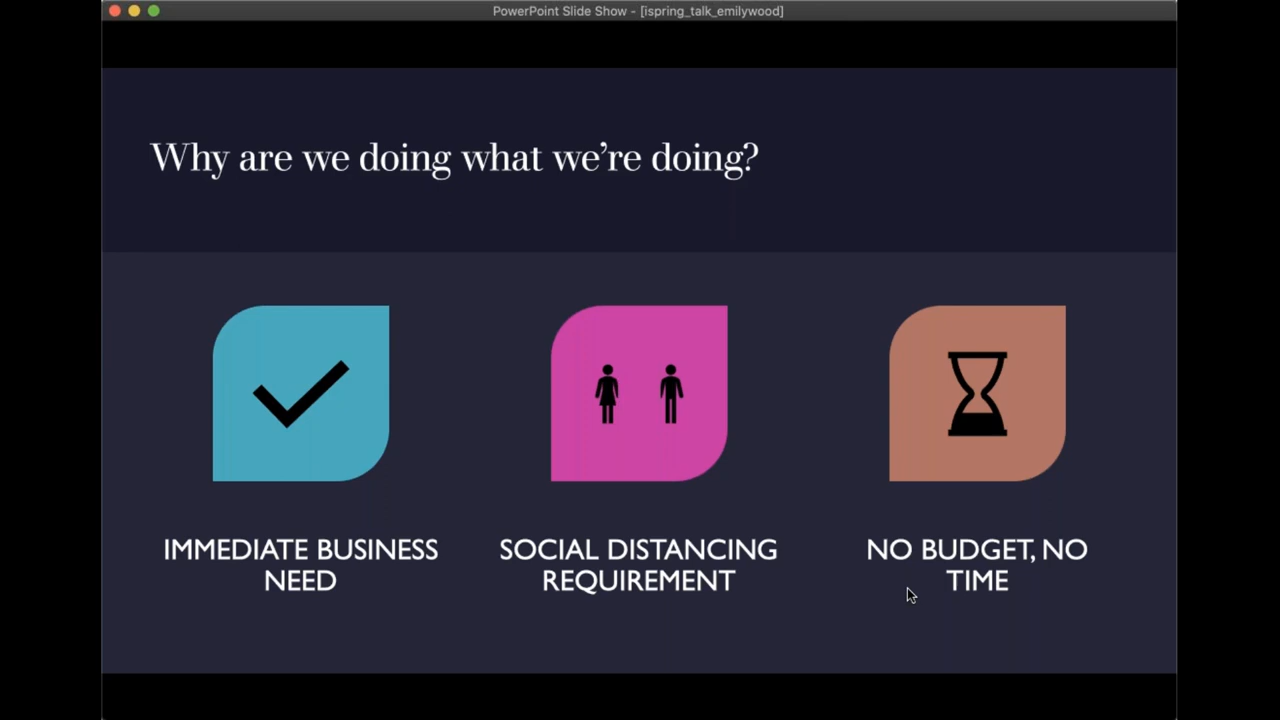 PowerPoint Slide Show - [ispring_talk_emilywood]
Why are we doing what we're doing?
IMMEDIATE BUSINESS
NEED
SOCIAL DISTANCING
REQUIREMENT
NO BUDGET, NO
TIME